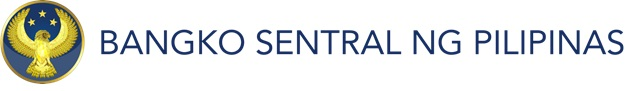 BANGKO SENTRAL NG PILIPINAS